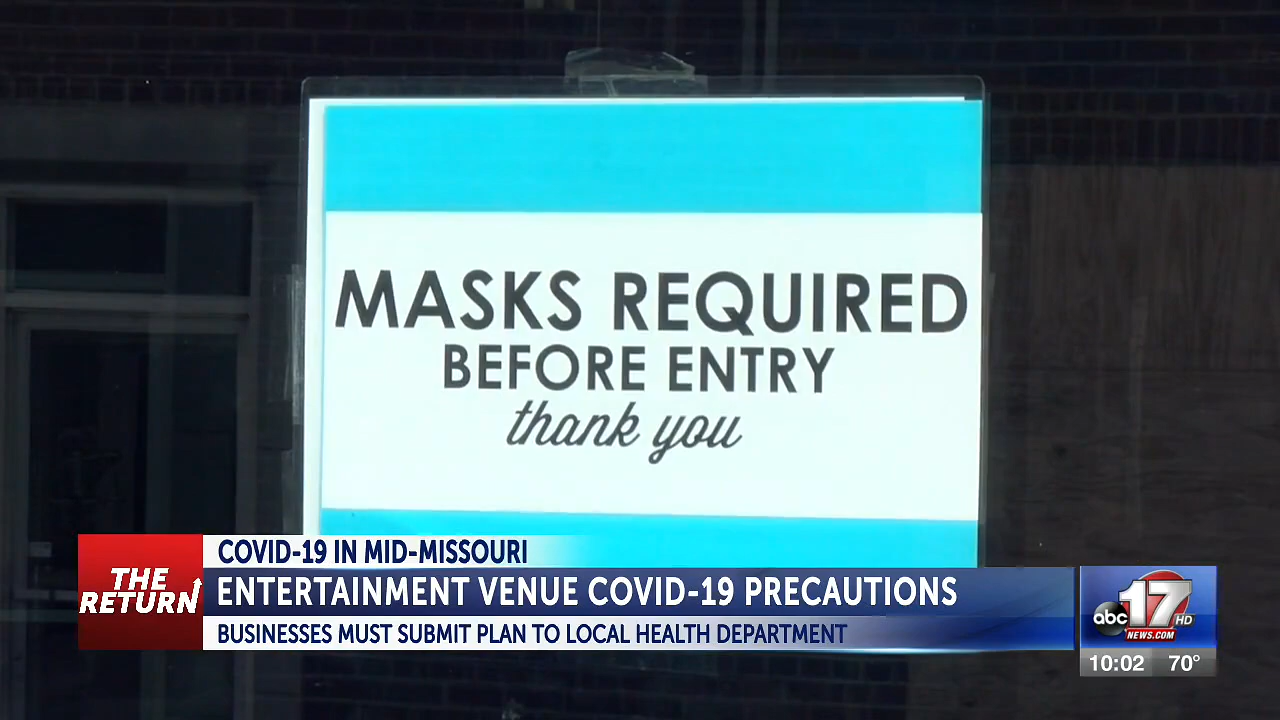 MASKS REQUIRED
BEFORE ENTRY
thank you
COVID-19 IN MID-MISSOURI
THE
RETURN
ENTERTAINMENT VENUE COVID-19 PRECAUTIONS
BUSINESSES MUST SUBMIT PLAN TO LOCAL HEALTH DEPARTMENT
abc 17 HD
NEWS.COM
10:02 70°